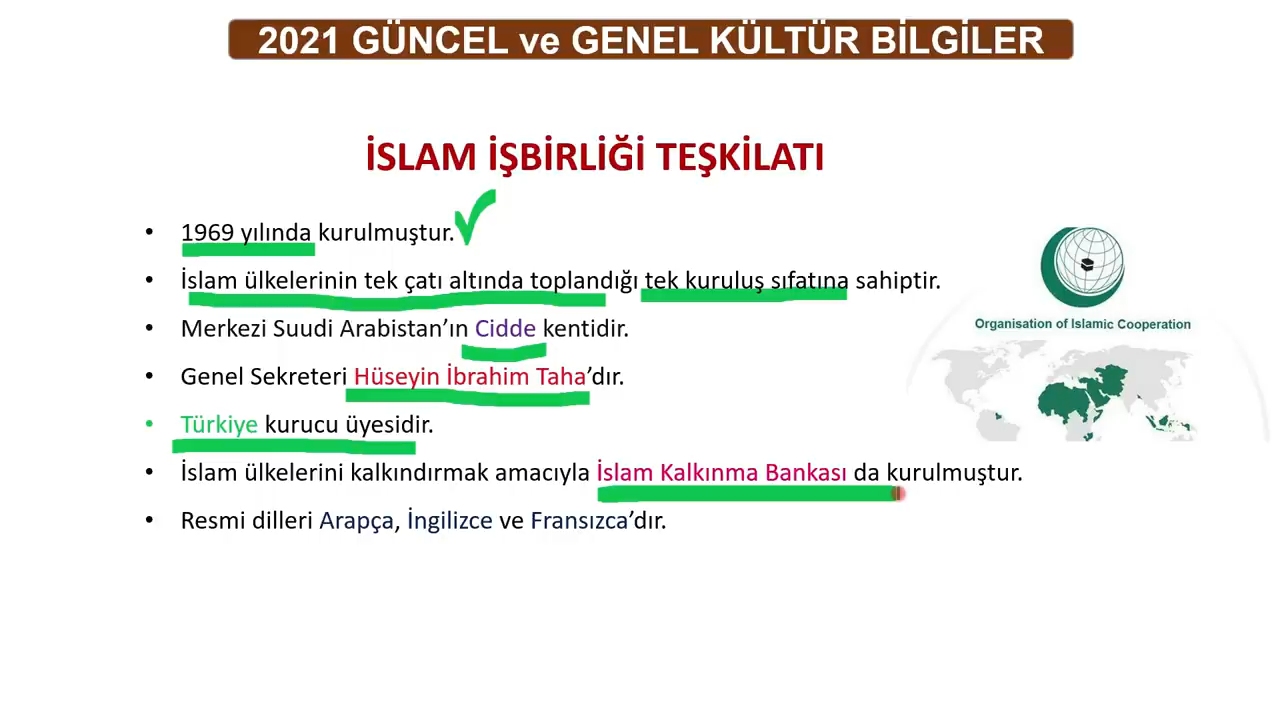 2021 GÜNCEL ve GENEL KÜLTÜR BİLGİLER
İSLAM İŞBİRLİĞİ TEŞKİLATI
• 1969 yılında kurulmuştur.
• İslam ülkelerinin tek çatı altında toplandığı tek kuruluş sıfatına sahiptir.
• Merkezi Suudi Arabistan’ın Cidde kentidir.
• Genel Sekreteri Hüseyin İbrahim Taha’dır.
• Türkiye kurucu üyesidir.
• İslam ülkelerini kalkındırmak amacıyla İslam Kalkınma Bankası da kurulmuştur.
• Resmi dilleri Arapça, İngilizce ve Fransızca’dır.
Organisation of Islamic Cooperation